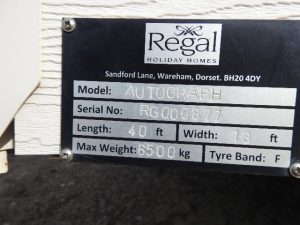 Regal
HOLIDAY HOMES
Sandford Lane, Wareham, Dorset. BH20 4DY
Model: AUTOGRAPH
Serial No:
Length: 40 ft Width: 13 ft
Max Weight: 6500 kg Tyre Band: F